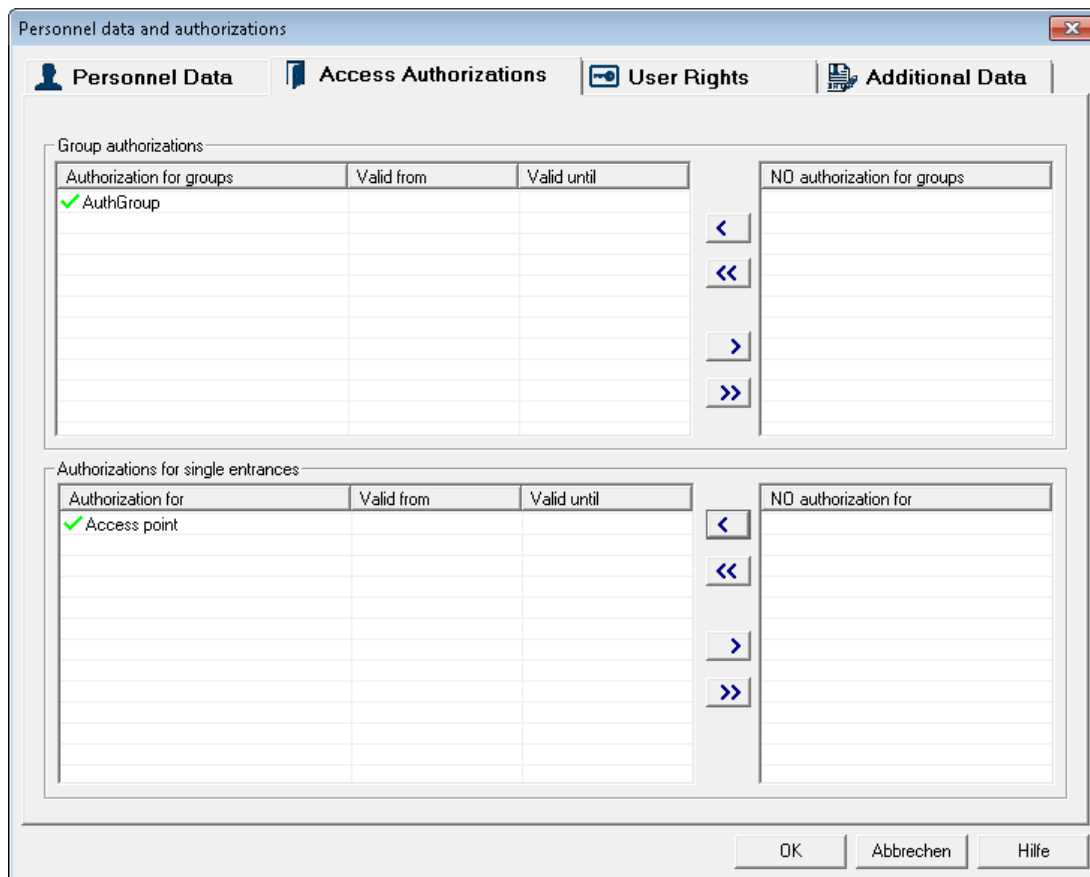 Personnel data and authorizations
Personnel Data Access Authorizations User Rights Additional Data
Group authorizations
Authorization for groups Valid from Valid until NO authorization for groups
AuthGroup
<
<<
>
>>
Authorizations for single entrances
Authorization for Valid from Valid until NO authorization for
Access point
<
<<
>
>>
OK Abbrechen Hilfe